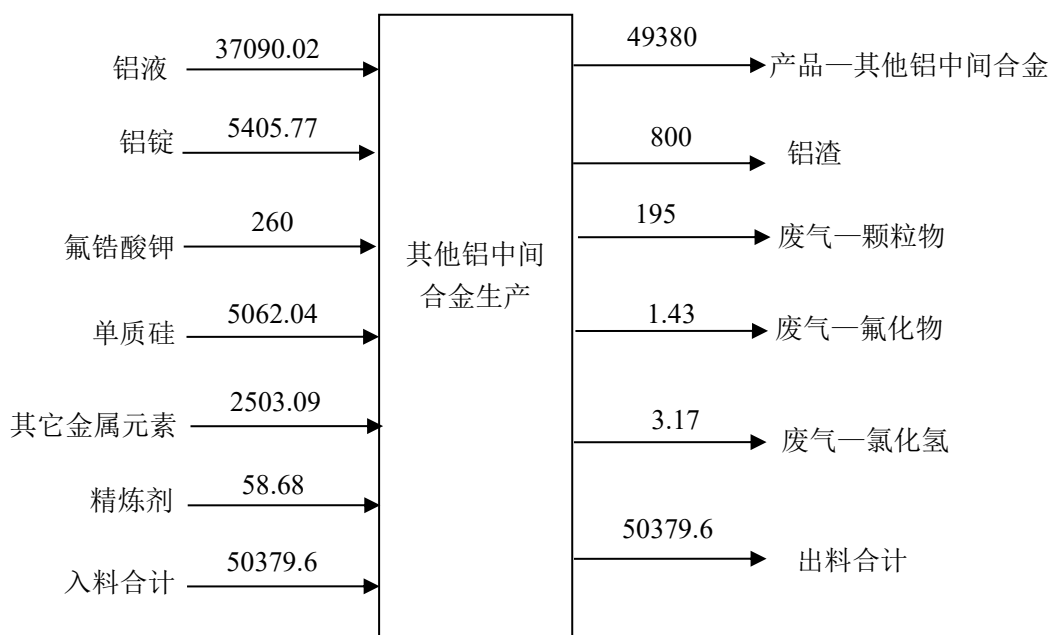 铝液
37090.02
铝锭
5405.77
氟锆酸钾
260
单质硅
5062.04
其它金属元素
2503.09
精炼剂
58.68
入料合计
50379.6
其他铝中间
合金生产
49380
产品—其他铝中间合金
800
铝渣
195
废气—颗粒物
1.43
废气—氟化物
3.17
废气—氯化氢
50379.6
出料合计